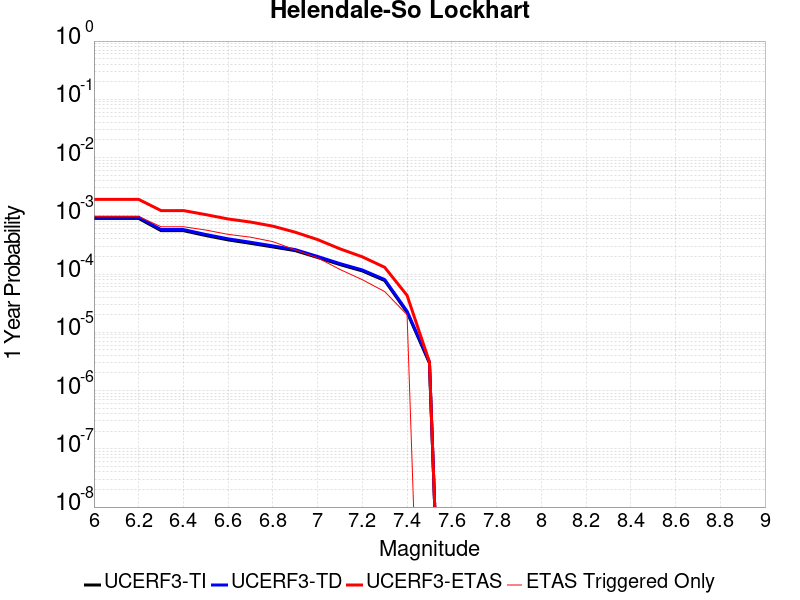 Helendale-So Lockhart
10^0
10^-1
10^-2
10^-3
10^-4
10^-5
10^-6
10^-7
10^-8
1 Year Probability
6 6.2 6.4 6.6 6.8 7 7.2 7.4 7.6 7.8 8 8.2 8.4 8.6 8.8 9
Magnitude
UCERF3-TI UCERF3-TD UCERF3-ETAS ETAS Triggered Only